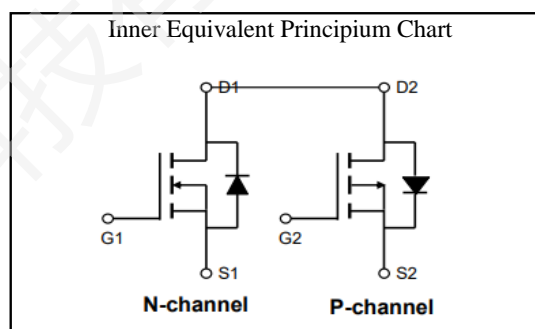 Inner Equivalent Principium Chart
D1 D2
G1 G2
S1 S2
N-channel P-channel